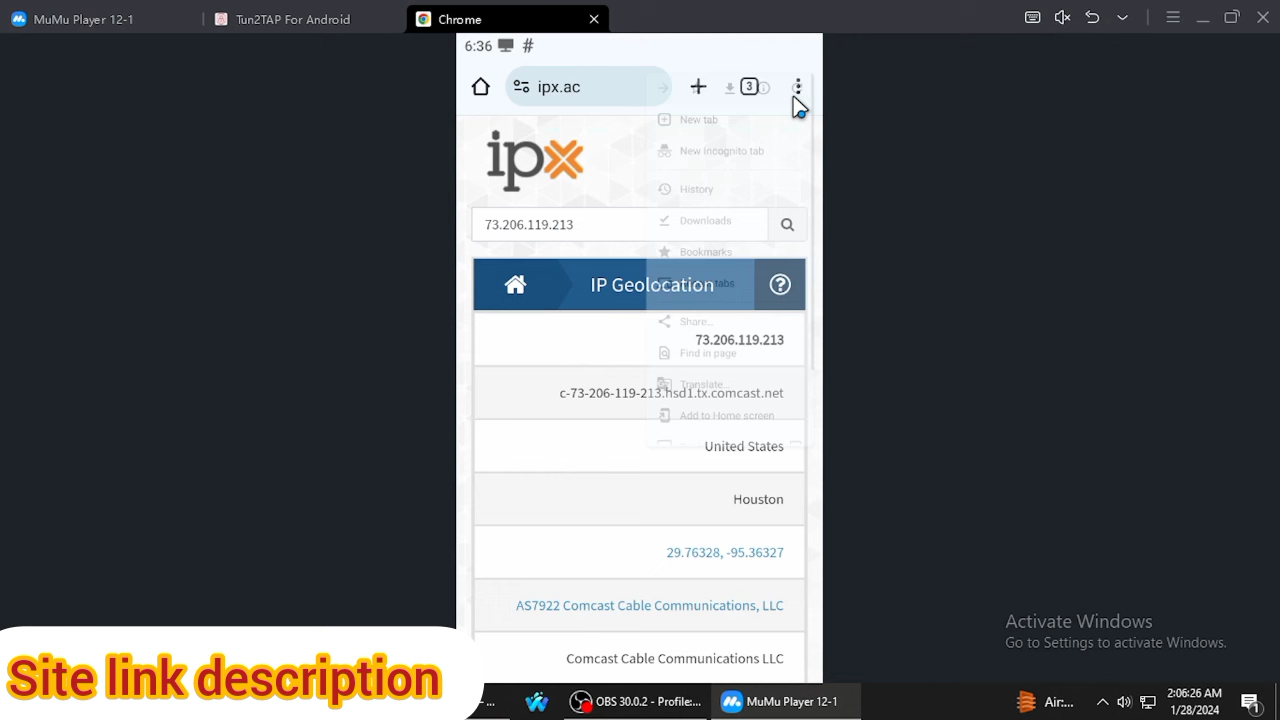 MuMu Player 12-1
Tun2TAP For Android
Chrome
6:36
ipx.ac
3
New tab
New Incognito tab
ipx
History
73.206.119.213
Downloads
Bookmarks
IP Geolocation
tabs
Share...
73.206.119.213
Find in page
Translate...
c-73-206-119-213.hsd1.tx.comcast.net
Add to Home screen
United States
Houston
29.76328, -95.36327
AS7922 Comcast Cable Communications, LLC
Comcast Cable Communications LLC
Activate Windows
Go to Settings to activate Windows.
Site link description
OBS 30.0.2 - Profile:...
MuMu Player 12-1
Air:...
2:06:26 AM
1/28/2024
1